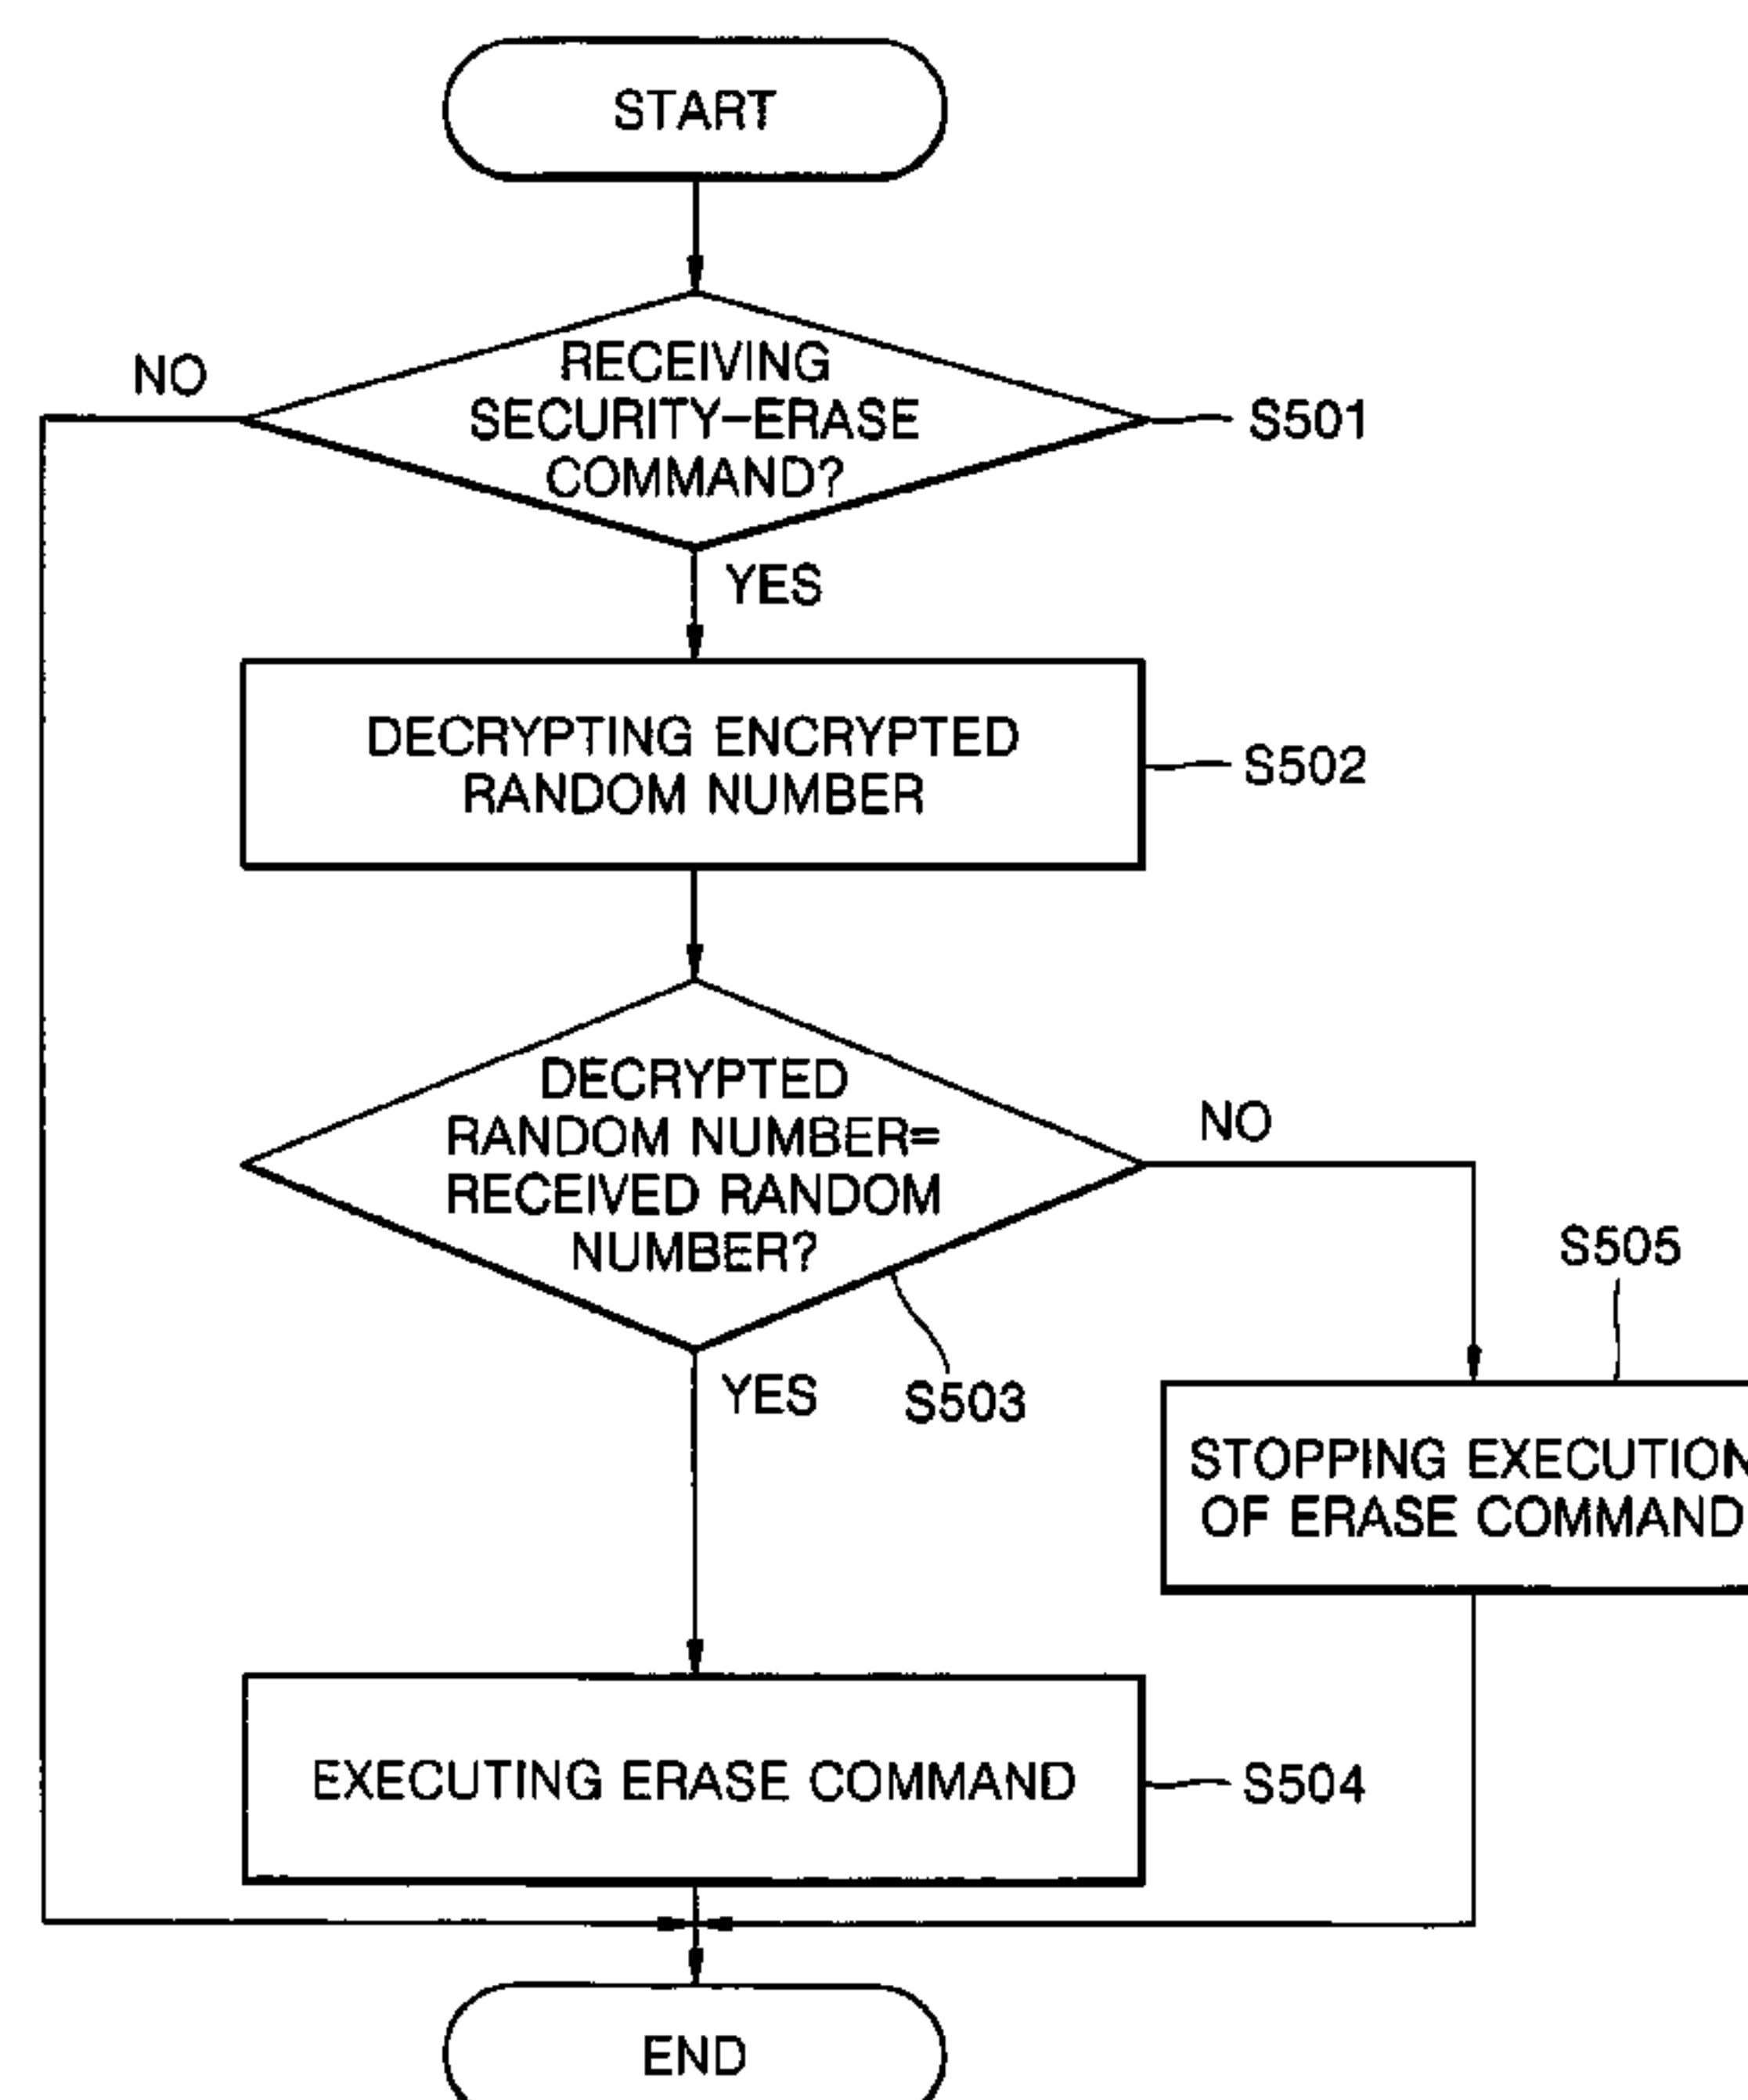 START
NO
RECEIVING
SECURITY-ERASE
COMMAND?
S501
YES
DECRYPTING ENCRYPTED
RANDOM NUMBER
S502
DECRYPTED
RANDOM NUMBER=
RECEIVED RANDOM
NUMBER?
NO
S505
YES
S503
STOPPING EXECUTION
OF ERASE COMMAND
EXECUTING ERASE COMMAND
S504
END